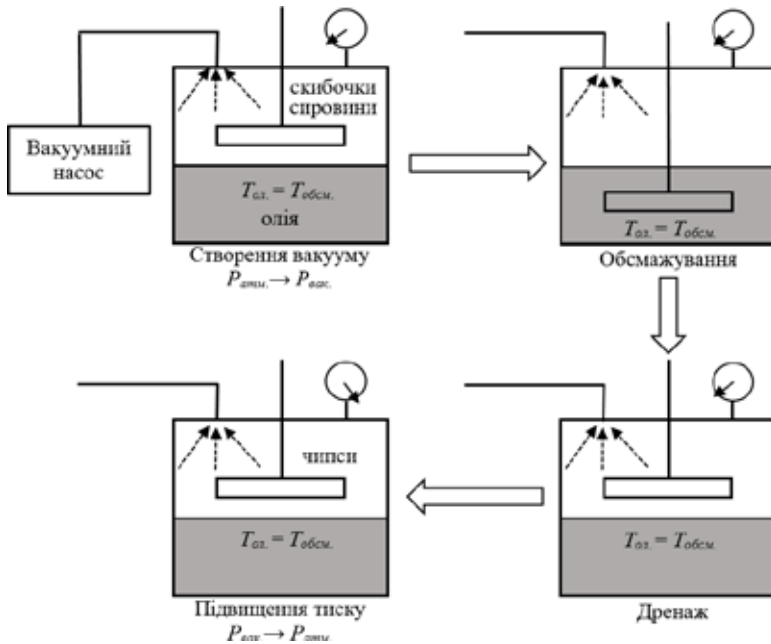 скибочки
сировини
Вакуумний
насос
Tол. = Tобсм.
олія
Створення вакууму
Pатм. → Pвак.
Tол. = Tобсм.
Обсмажування
чипси
Tол. = Tобсм.
Підвищення тиску
Pвак. → Pатм.
Tол. = Tобсм.
Дренаж